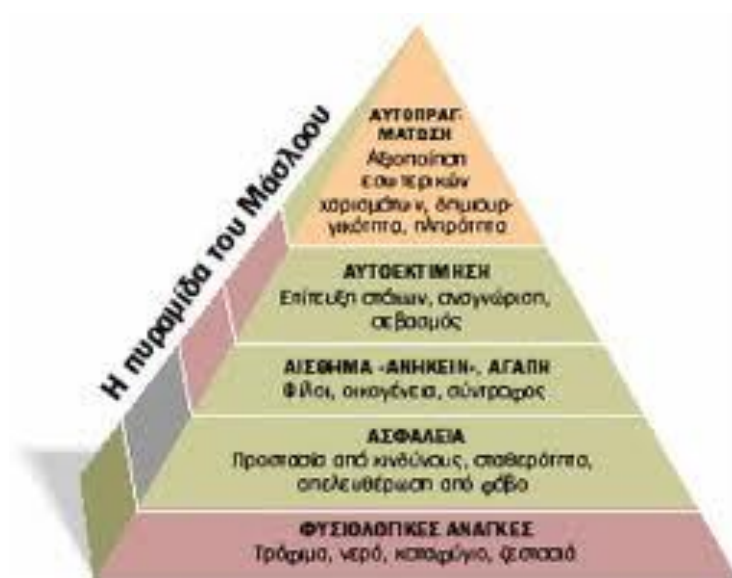 Η πυραμίδα του Μάσλοου
ΑΥΤΟΠΡΑΓ-
ΜΑΤΩΣΗ
Αξιοποίηση
εσωτερικών
χαρισμάτων, δημιουρ-
γικότητα, πληρότητα
ΑΥΤΟΕΚΤΙΜΗΣΗ
Επίτευξη στόχων, αναγνώριση,
σεβασμός
ΑΙΣΘΗΜΑ «ΑΝΗΚΕΙΝ», ΑΓΑΠΗ
Φίλοι, οικογένεια, σύντροφος
ΑΣΦΑΛΕΙΑ
Προστασία από κινδύνους, σταθερότητα,
απελευθέρωση από φόβο
ΦΥΣΙΟΛΟΓΙΚΕΣ ΑΝΑΓΚΕΣ
Τρόφιμα, νερό, καταφύγιο, ζεστασιά